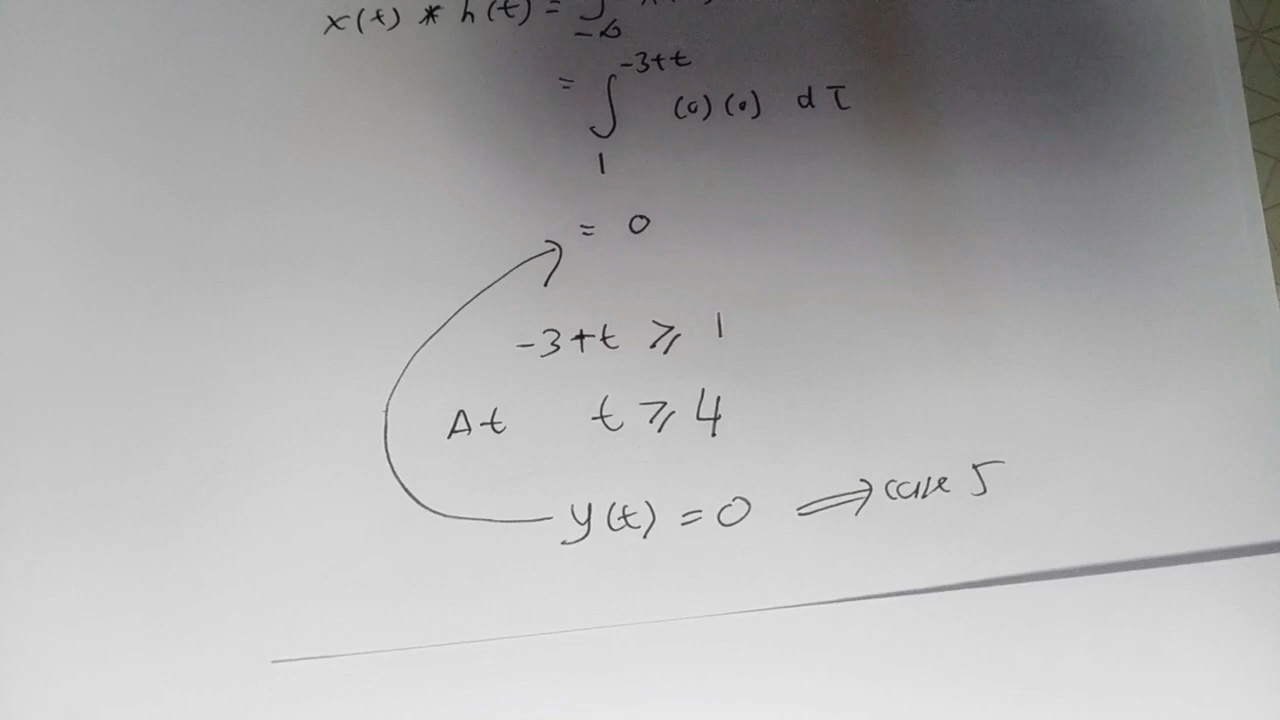 x(t) * h(t) = ∫
-∞
-3+t
= ∫ (0)(0) dτ
1
= 0
-3+t ≥ 1
At t ≥ 4
y(t) = 0 ⟹ case 5